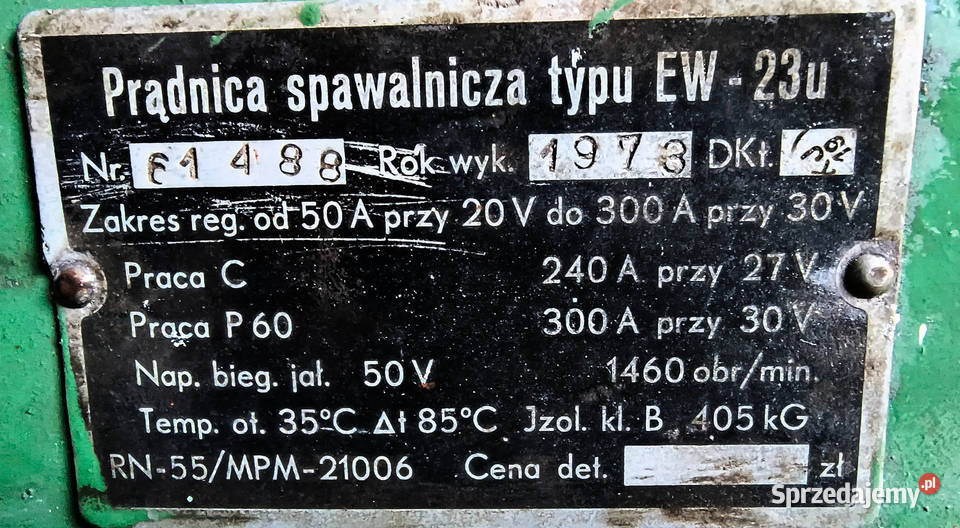 Prądnica spawalnicza typu EW-23u
Nr. 61488 Rok wyk. 1978 DKt.
Zakres reg. od 50 A przy 20 V do 300 A przy 30 V
Praca C 240 A przy 27 V
Praca P 60 300 A przy 30 V
Nap. bieg. jał. 50 V 1460 obr/min.
Temp. ot. 35°C Δt 85°C Jzol. kl. B 405 kG
RN-55/MPM-21006 Cena det. zł
Sprzedajemy.pl